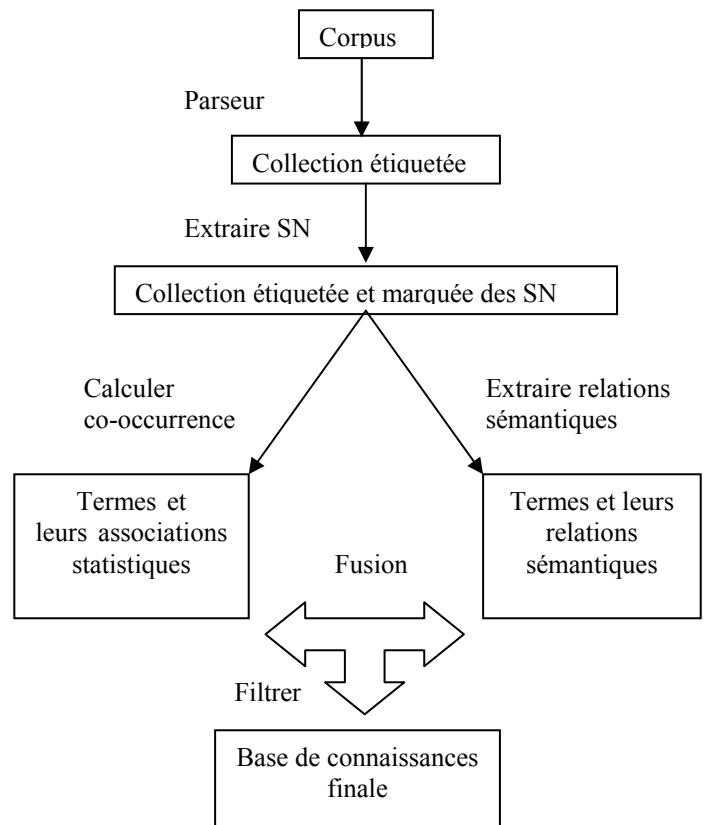 Corpus
Parseur
Collection étiquetée
Extraire SN
Collection étiquetée et marquée des SN
Calculer
co-occurrence
Extraire relations
sémantiques
Termes et
leurs associations
statistiques
Termes et leurs
relations
sémantiques
Fusion
Filtrer
Base de connaissances
finale